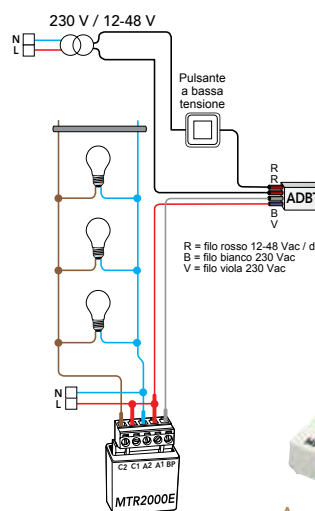 230 V / 12-48 V
N
L
Pulsante
a bassa
tensione
R
R
ADBT
B
V
R = filo rosso 12-48 Vac / d
B = filo bianco 230 Vac
V = filo viola 230 Vac
N
L
C2 C1 A2 A1 BP
MTR2000E